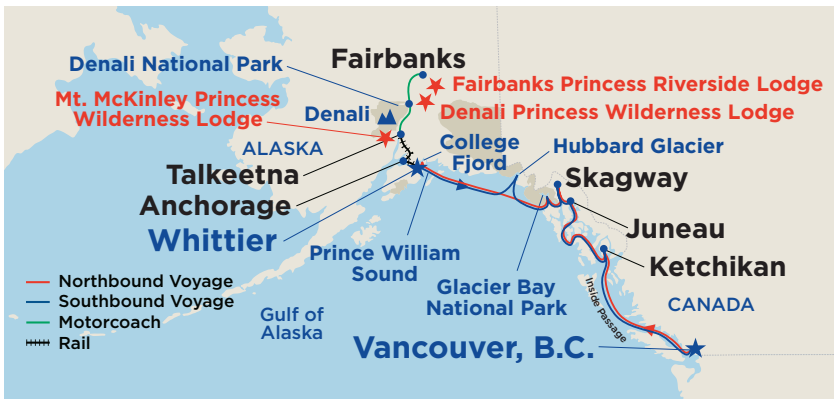 Fairbanks
Denali National Park
Fairbanks Princess Riverside Lodge
Mt. McKinley Princess
Wilderness Lodge
Denali
Denali Princess Wilderness Lodge
ALASKA
College
Fjord
Hubbard Glacier
Talkeetna
Skagway
Anchorage
Whittier
Juneau
Prince William
Sound
Ketchikan
Glacier Bay
National Park
Northbound Voyage
Southbound Voyage
Motorcoach
Rail
Gulf of
Alaska
Inside Passage
CANADA
Vancouver, B.C.